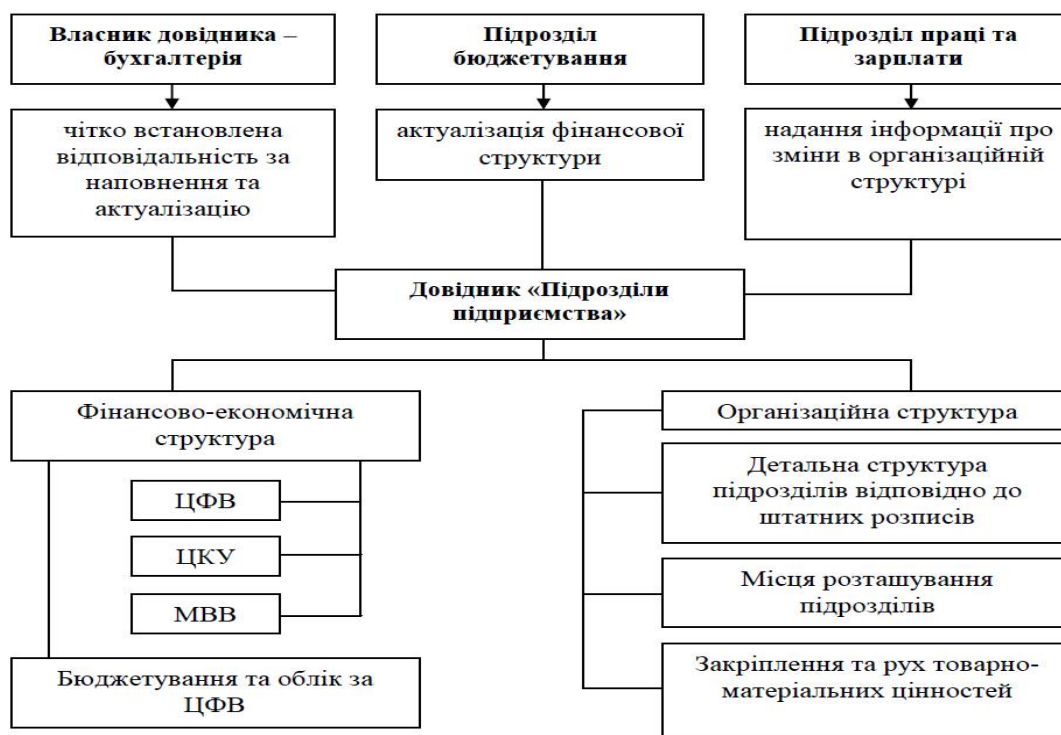 Власник довідника –
бухгалтерія
Підрозділ
бюджетування
Підрозділ праці та
зарплати
чітко встановлена
відповідальність за
наповнення та
актуалізацію
актуалізація фінансової
структури
надання інформації про
зміни в організаційній
структурі
Довідник «Підрозділи
підприємства»
Фінансово-економічна
структура
ЦФВ
ЦКУ
МВВ
Бюджетування та облік за
ЦФВ
Організаційна структура
Детальна структура
підрозділів відповідно до
штатних розписів
Місця розташування
підрозділів
Закріплення та рух товарно-
матеріальних цінностей